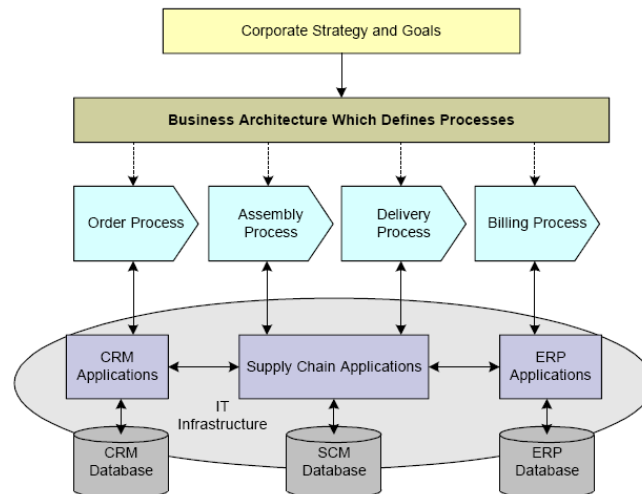 Corporate Strategy and Goals
Business Architecture Which Defines Processes
Order Process
Assembly
Process
Delivery
Process
Billing Process
CRM
Applications
Supply Chain Applications
ERP
Applications
IT
Infrastructure
CRM
Database
SCM
Database
ERP
Database